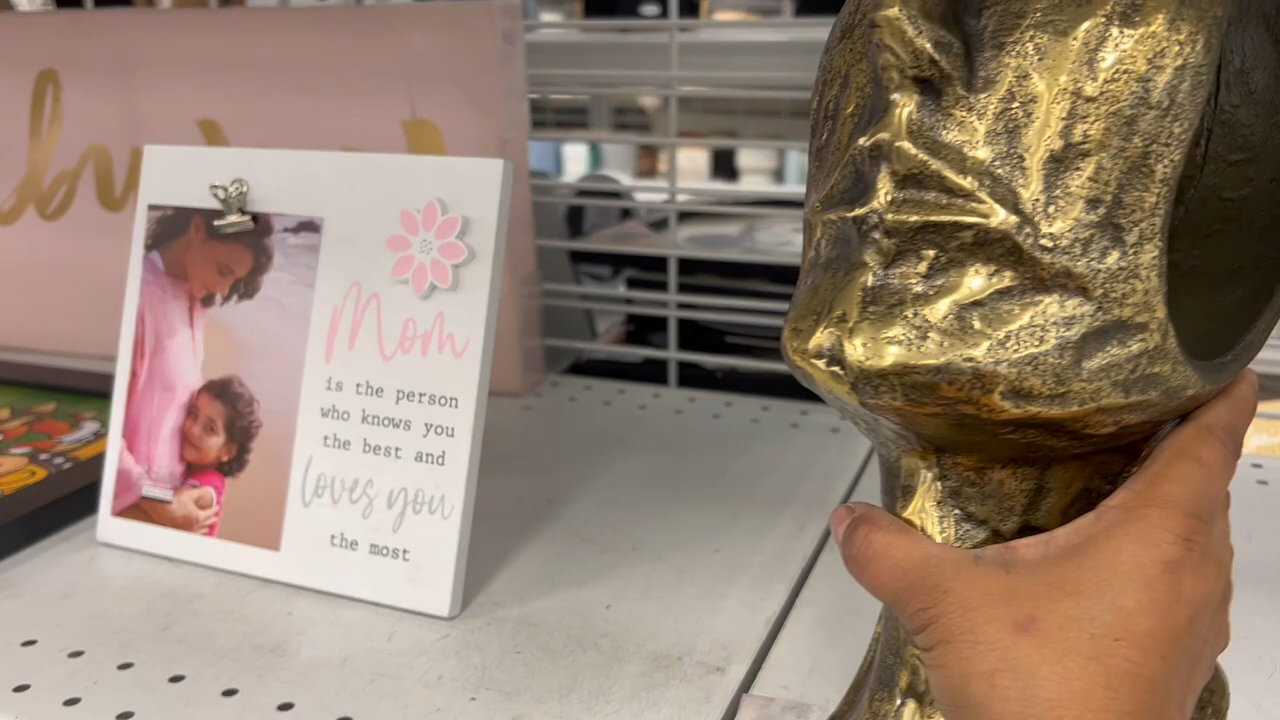 Mom
is the person
who knows you
the best and
loves you
the most